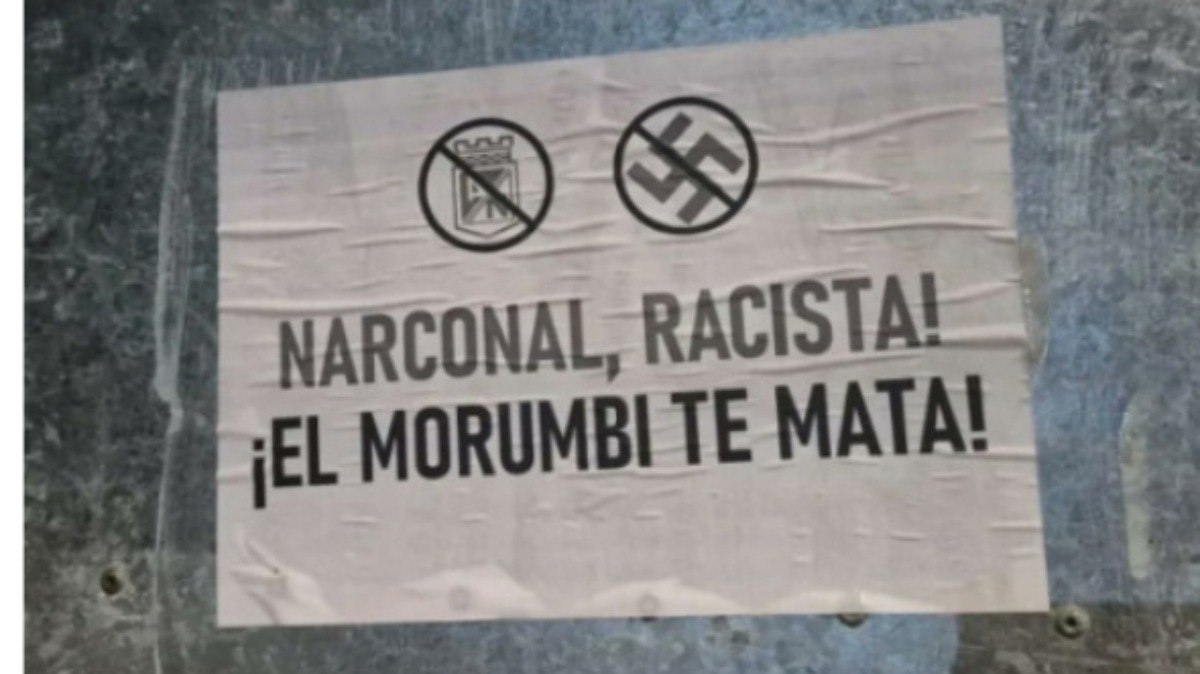 NARCONAL, RACISTA!
¡EL MORUMBI TE MATA!